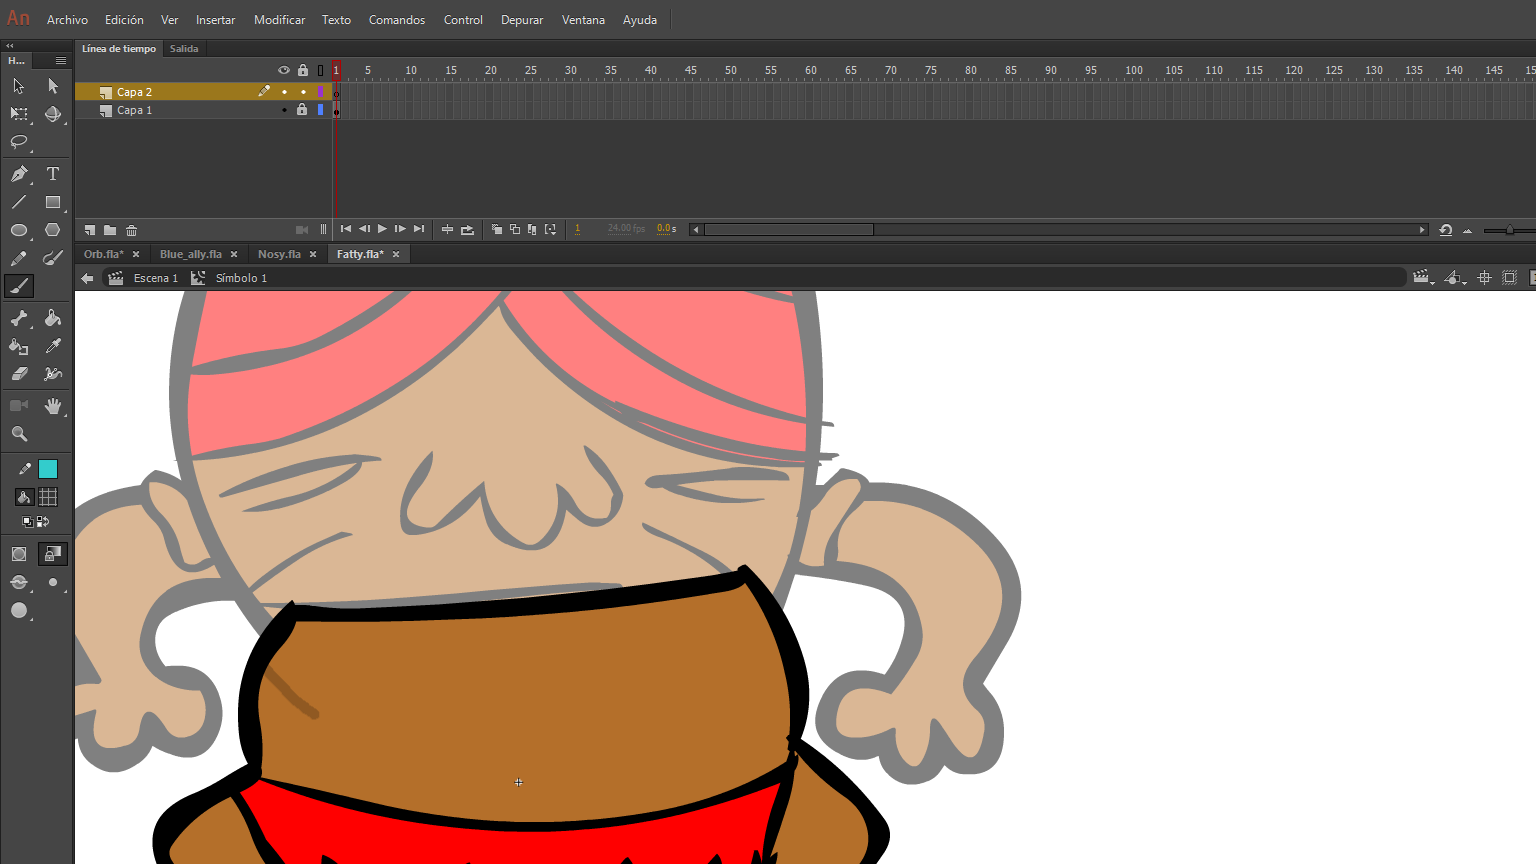 An Archivo Edición Ver Insertar Modificar Texto Comandos Control Depurar Ventana Ayuda
H... Línea de tiempo Salida
1 5 10 15 20 25 30 35 40 45 50 55 60 65 70 75 80 85 90 95 100 105 110 115 120 125 130 135 140 145
Capa 2
Capa 1
1 24.00 fps 0.0 s
Orb.fla* Blue_ally.fla Nosy.fla Fatty.fla*
Escena 1 Símbolo 1
T